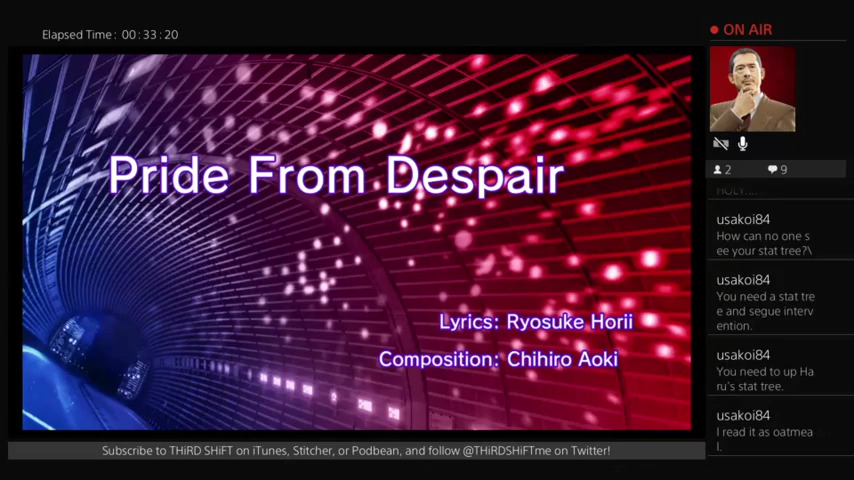 Elapsed Time: 00:33:20
ON AIR
Pride From Despair
Lyrics: Ryosuke Horii
Composition: Chihiro Aoki
2 9
HOLY....
usakoi84
How can no one s
ee your stat tree?\
usakoi84
You need a stat tre
e and segue interv
ention.
usakoi84
You need to up Ha
ru's stat tree.
usakoi84
I read it as oatmea
l.
Subscribe to THiRD SHiFT on iTunes, Stitcher, or Podbean, and follow @THiRDSHiFTme on Twitter!